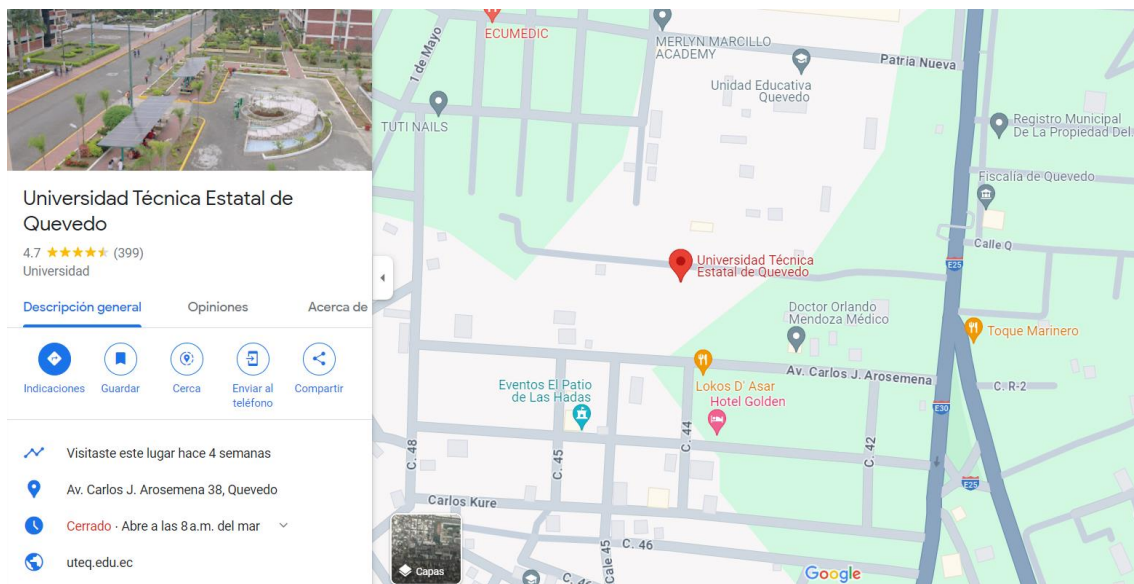 Universidad Técnica Estatal de
Quevedo
4.7 (399)
Universidad
Descripción general
Opiniones
Acerca de
Indicaciones
Guardar
Cerca
Enviar al
teléfono
Compartir
Visitaste este lugar hace 4 semanas
Av. Carlos J. Arosemena 38, Quevedo
Cerrado · Abre a las 8 a.m. del mar
uteq.edu.ec
ECUMEDIC
MERLYN MARCILLO
ACADEMY
1 de Mayo
Patria Nueva
Unidad Educativa
Quevedo
TUTI NAILS
Registro Municipal
De La Propiedad Del
Fiscalía de Quevedo
Calle Q
Universidad Técnica
Estatal de Quevedo
E25
Doctor Orlando
Mendoza Médico
Toque Marinero
Av. Carlos J. Arosemena
Lokos D' Asar
C. R-2
Eventos El Patio
de Las Hadas
Hotel Golden
E30
C. 48
C. 45
C. 44
C. 42
E25
Carlos Kure
C. 46
Calle 45
C. 46
Capas
Google